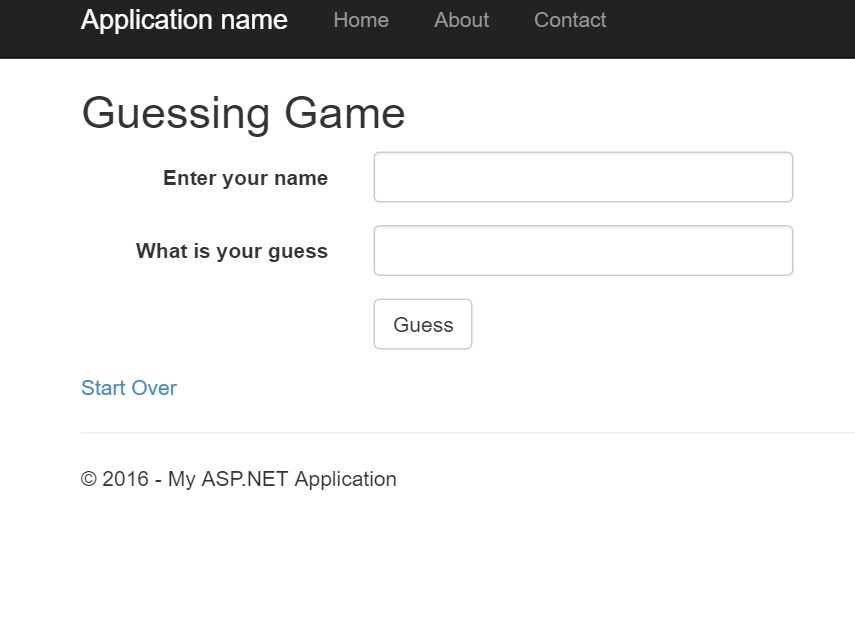 Application name Home About Contact
Guessing Game
Enter your name
What is your guess
Guess
Start Over
© 2016 - My ASP.NET Application